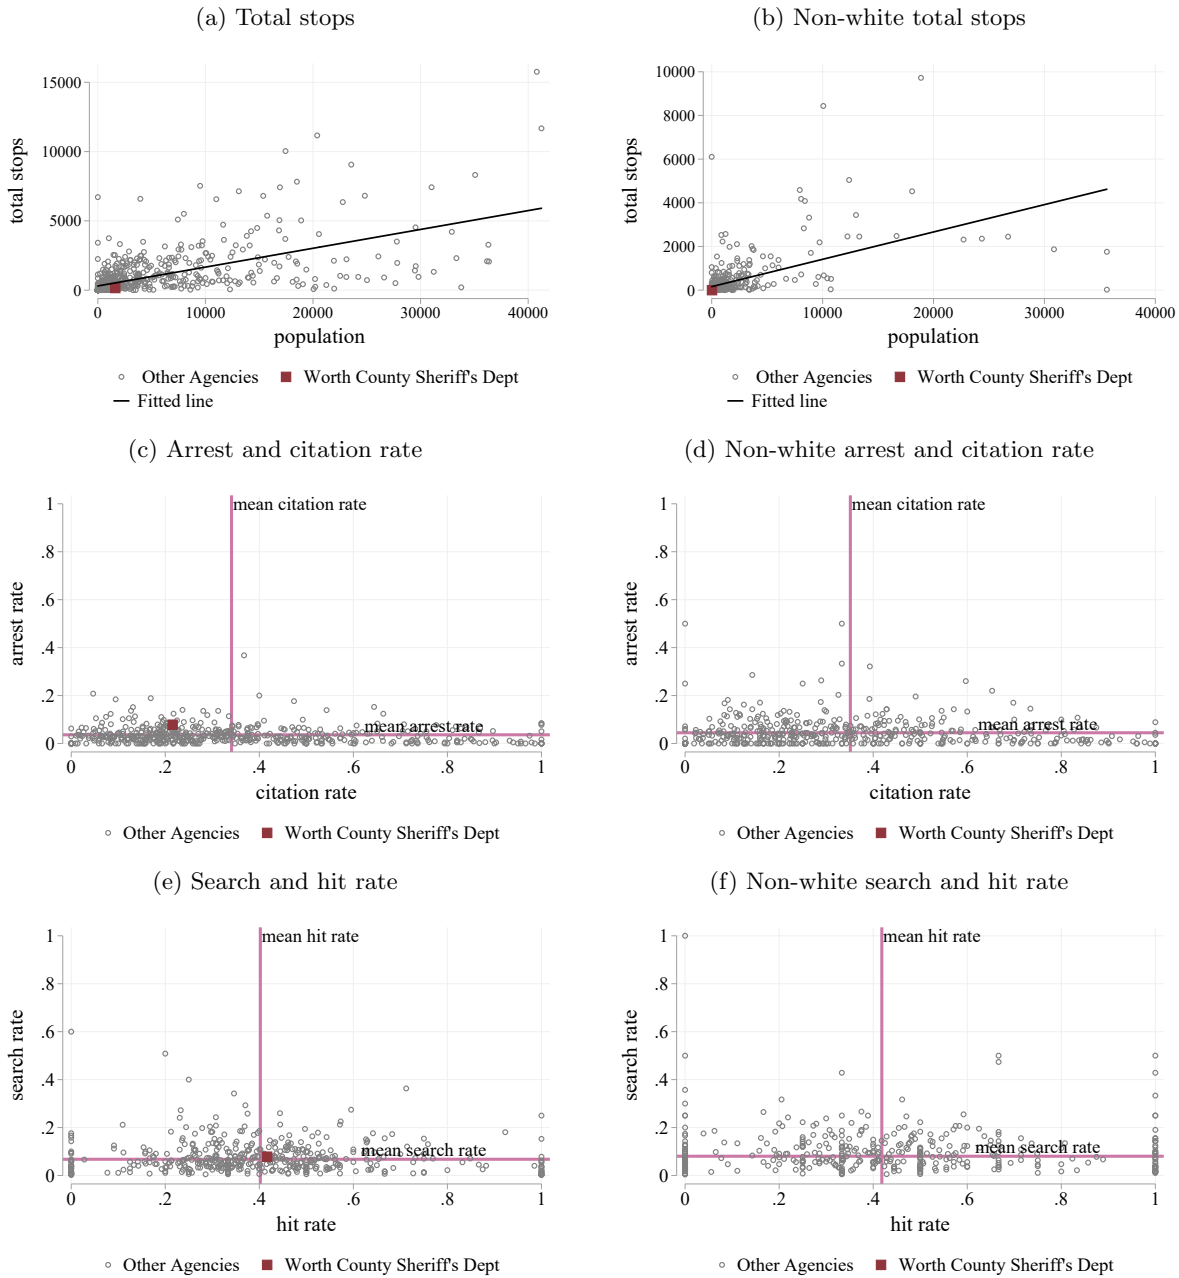 (a) Total stops
total stops
15000
10000
5000
0
0 10000 20000 30000 40000
population
Other Agencies Worth County Sheriff's Dept
Fitted line
(b) Non-white total stops
total stops
10000
8000
6000
4000
2000
0
0 10000 20000 30000 40000
population
Other Agencies Worth County Sheriff's Dept
Fitted line
(c) Arrest and citation rate
arrest rate
1
.8
.6
.4
.2
0
mean citation rate
mean arrest rate
0 .2 .4 .6 .8 1
citation rate
Other Agencies Worth County Sheriff's Dept
(d) Non-white arrest and citation rate
arrest rate
1
.8
.6
.4
.2
0
mean citation rate
mean arrest rate
0 .2 .4 .6 .8 1
citation rate
Other Agencies Worth County Sheriff's Dept
(e) Search and hit rate
search rate
1
.8
.6
.4
.2
0
mean hit rate
mean search rate
0 .2 .4 .6 .8 1
hit rate
Other Agencies Worth County Sheriff's Dept
(f) Non-white search and hit rate
search rate
1
.8
.6
.4
.2
0
mean hit rate
mean search rate
0 .2 .4 .6 .8 1
hit rate
Other Agencies Worth County Sheriff's Dept